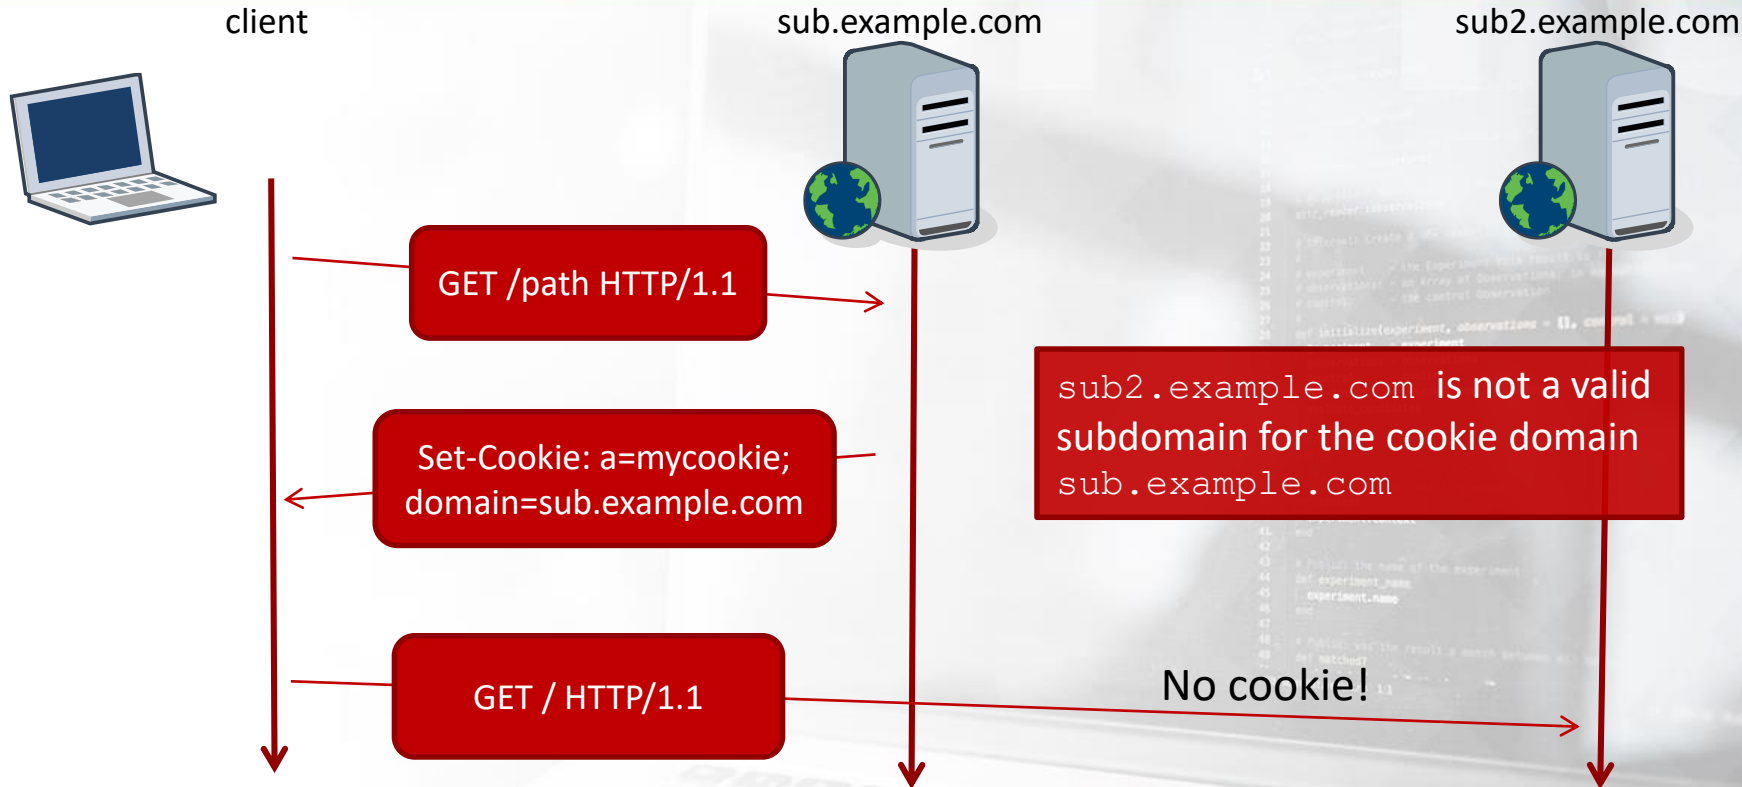 client
sub.example.com
sub2.example.com
GET /path HTTP/1.1
sub2.example.com is not a valid
subdomain for the cookie domain
sub.example.com
Set-Cookie: a=mycookie;
domain=sub.example.com
GET / HTTP/1.1
No cookie!